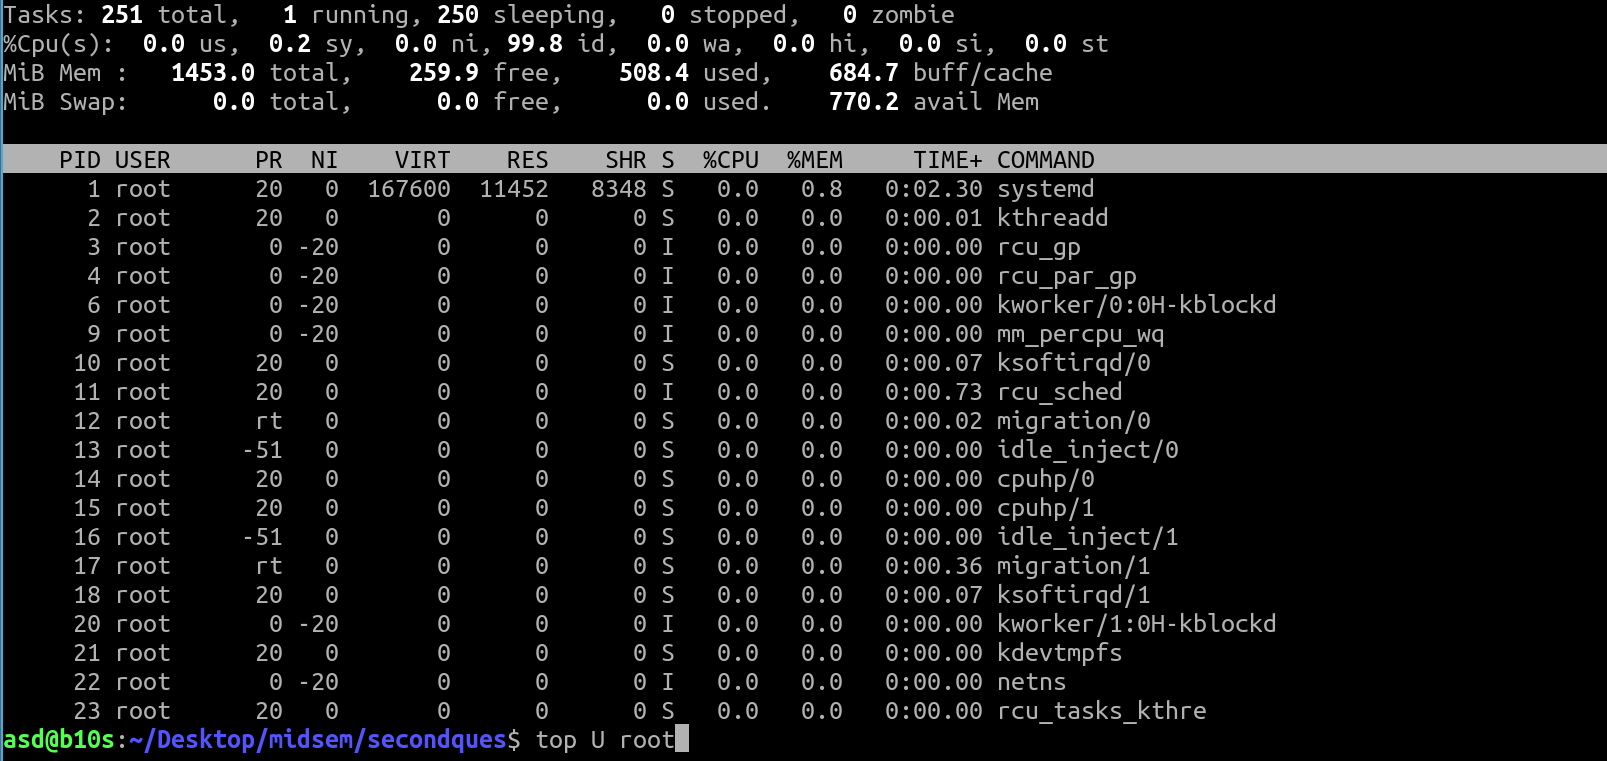 Tasks: 251 total,   1 running, 250 sleeping,   0 stopped,   0 zombie
%Cpu(s):  0.0 us,  0.2 sy,  0.0 ni, 99.8 id,  0.0 wa,  0.0 hi,  0.0 si,  0.0 st
MiB Mem :   1453.0 total,    259.9 free,    508.4 used,    684.7 buff/cache
MiB Swap:      0.0 total,      0.0 free,      0.0 used.    770.2 avail Mem
    PID USER      PR  NI    VIRT    RES    SHR S  %CPU  %MEM     TIME+ COMMAND
      1 root      20   0  167600  11452   8348 S   0.0   0.8   0:02.30 systemd
      2 root      20   0       0      0      0 S   0.0   0.0   0:00.01 kthreadd
      3 root       0 -20       0      0      0 I   0.0   0.0   0:00.00 rcu_gp
      4 root       0 -20       0      0      0 I   0.0   0.0   0:00.00 rcu_par_gp
      6 root       0 -20       0      0      0 I   0.0   0.0   0:00.00 kworker/0:0H-kblockd
      9 root       0 -20       0      0      0 I   0.0   0.0   0:00.00 mm_percpu_wq
     10 root      20   0       0      0      0 S   0.0   0.0   0:00.07 ksoftirqd/0
     11 root      20   0       0      0      0 I   0.0   0.0   0:00.73 rcu_sched
     12 root      rt   0       0      0      0 S   0.0   0.0   0:00.02 migration/0
     13 root     -51   0       0      0      0 S   0.0   0.0   0:00.00 idle_inject/0
     14 root      20   0       0      0      0 S   0.0   0.0   0:00.00 cpuhp/0
     15 root      20   0       0      0      0 S   0.0   0.0   0:00.00 cpuhp/1
     16 root     -51   0       0      0      0 S   0.0   0.0   0:00.00 idle_inject/1
     17 root      rt   0       0      0      0 S   0.0   0.0   0:00.36 migration/1
     18 root      20   0       0      0      0 S   0.0   0.0   0:00.07 ksoftirqd/1
     20 root       0 -20       0      0      0 I   0.0   0.0   0:00.00 kworker/1:0H-kblockd
     21 root      20   0       0      0      0 S   0.0   0.0   0:00.00 kdevtmpfs
     22 root       0 -20       0      0      0 I   0.0   0.0   0:00.00 netns
     23 root      20   0       0      0      0 S   0.0   0.0   0:00.00 rcu_tasks_kthre
asd@b10s:~/Desktop/midsem/secondques$ top U root